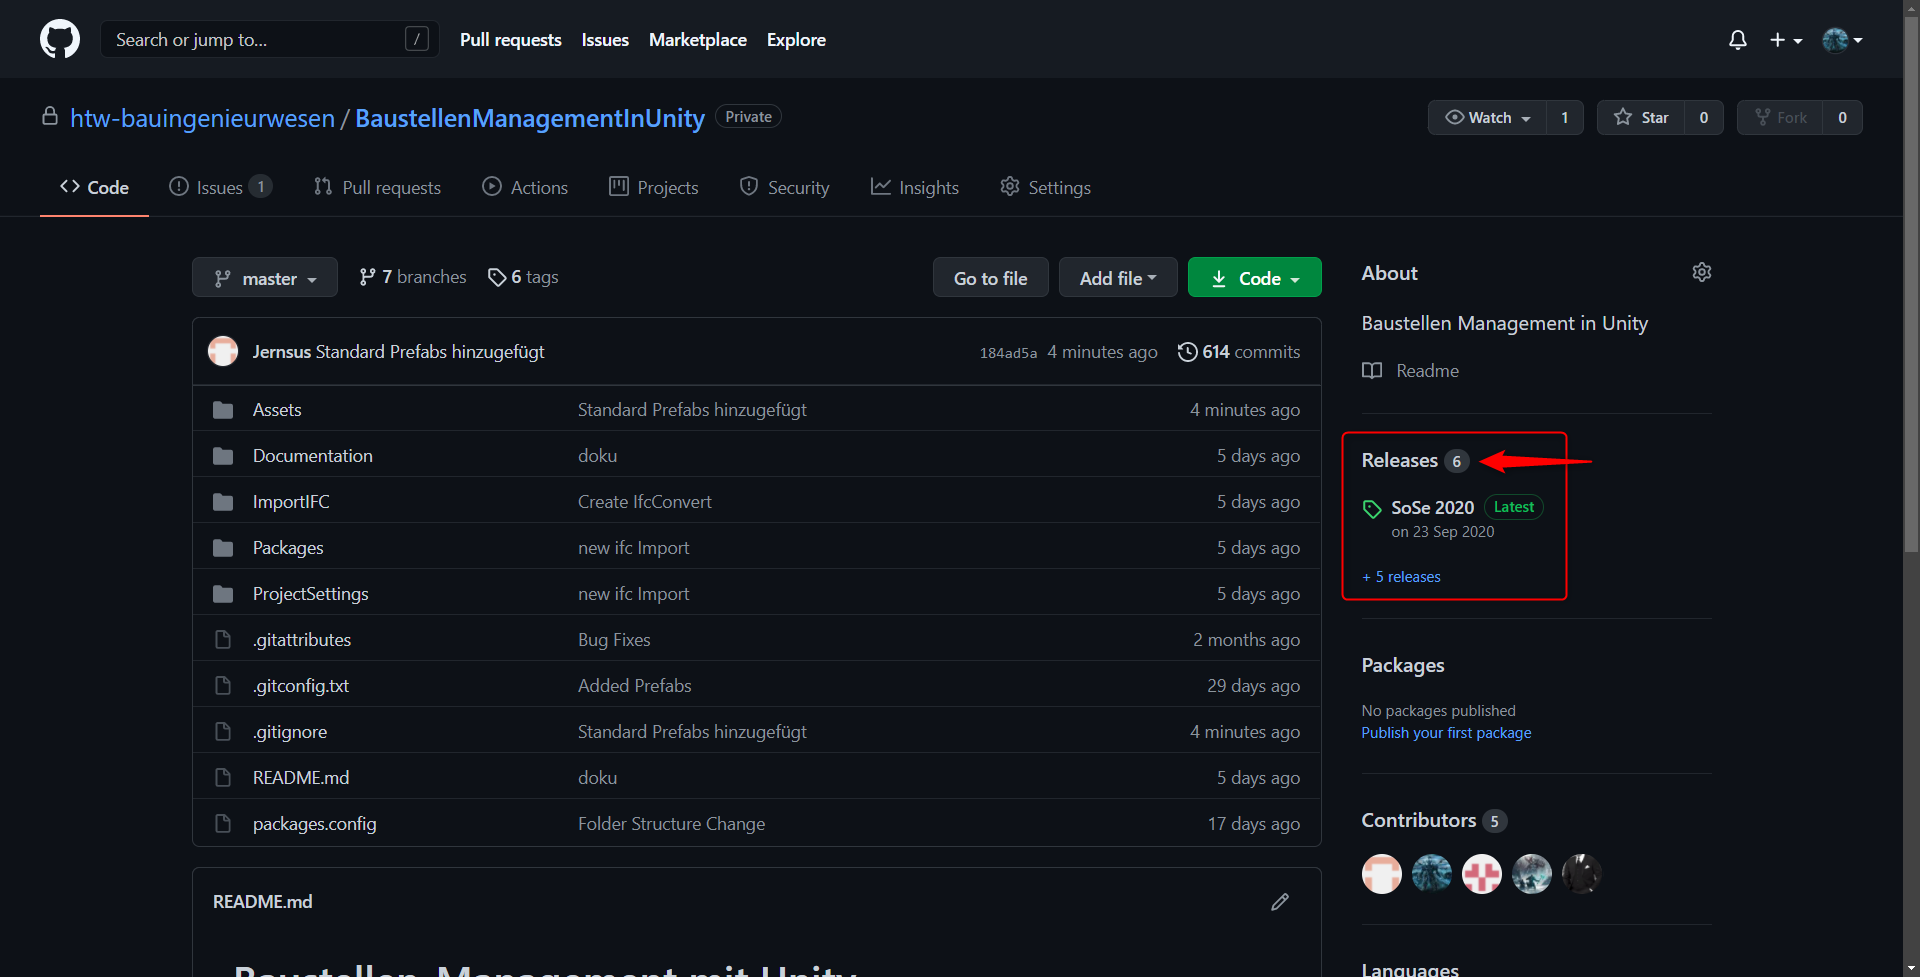 Search or jump to... /
Pull requests Issues Marketplace Explore
htw-bauingenieurwesen / BaustellenManagementInUnity Private
Watch 1 Star 0 Fork 0
Code Issues 1 Pull requests Actions Projects Security Insights Settings
master 7 branches 6 tags Go to file Add file Code
Jernsus Standard Prefabs hinzugefügt 184ad5a 4 minutes ago 614 commits
Assets Standard Prefabs hinzugefügt 4 minutes ago
Documentation doku 5 days ago
ImportIFC Create IfcConvert 5 days ago
Packages new ifc Import 5 days ago
ProjectSettings new ifc Import 5 days ago
.gitattributes Bug Fixes 2 months ago
.gitconfig.txt Added Prefabs 29 days ago
.gitignore Standard Prefabs hinzugefügt 4 minutes ago
README.md doku 5 days ago
packages.config Folder Structure Change 17 days ago
README.md
Baustellen Management mit Unity
About
Baustellen Management in Unity
Readme
Releases 6
SoSe 2020 Latest
on 23 Sep 2020
+ 5 releases
Packages
No packages published
Publish your first package
Contributors 5
Languages